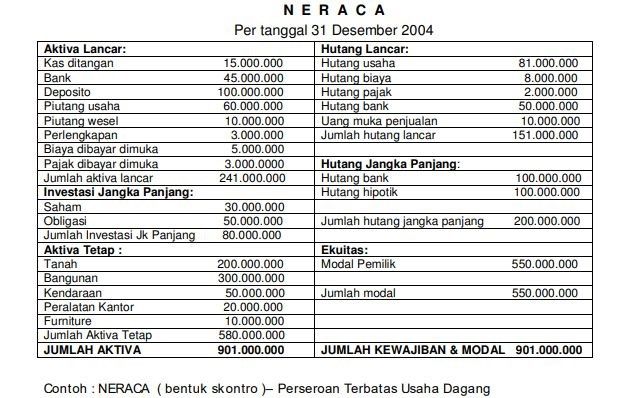 N E R A C A
Per tanggal 31 Desember 2004
Aktiva Lancar: Hutang Lancar:
Kas ditangan 15.000.000 Hutang usaha 81.000.000
Bank 45.000.000 Hutang biaya 8.000.000
Deposito 100.000.000 Hutang pajak 2.000.000
Piutang usaha 60.000.000 Hutang bank 50.000.000
Piutang wesel 10.000.000 Uang muka penjualan 10.000.000
Perlengkapan 3.000.000 Jumlah hutang lancar 151.000.000
Biaya dibayar dimuka 5.000.000
Pajak dibayar dimuka 3.000.0000 Hutang Jangka Panjang:
Jumlah aktiva lancar 241.000.000 Hutang bank 100.000.000
Investasi Jangka Panjang: Hutang hipotik 100.000.000
Saham 30.000.000
Obligasi 50.000.000 Jumlah hutang jangka panjang 200.000.000
Jumlah Investasi Jk Panjang 80.000.000
Aktiva Tetap : Ekuitas:
Tanah 200.000.000 Modal Pemilik 550.000.000
Bangunan 300.000.000
Kendaraan 50.000.000 Jumlah modal 550.000.000
Peralatan Kantor 20.000.000
Furniture 10.000.000
Jumlah Aktiva Tetap 580.000.000
JUMLAH AKTIVA 901.000.000 JUMLAH KEWAJIBAN & MODAL 901.000.000
Contoh : NERACA ( bentuk skontro )– Perseroan Terbatas Usaha Dagang